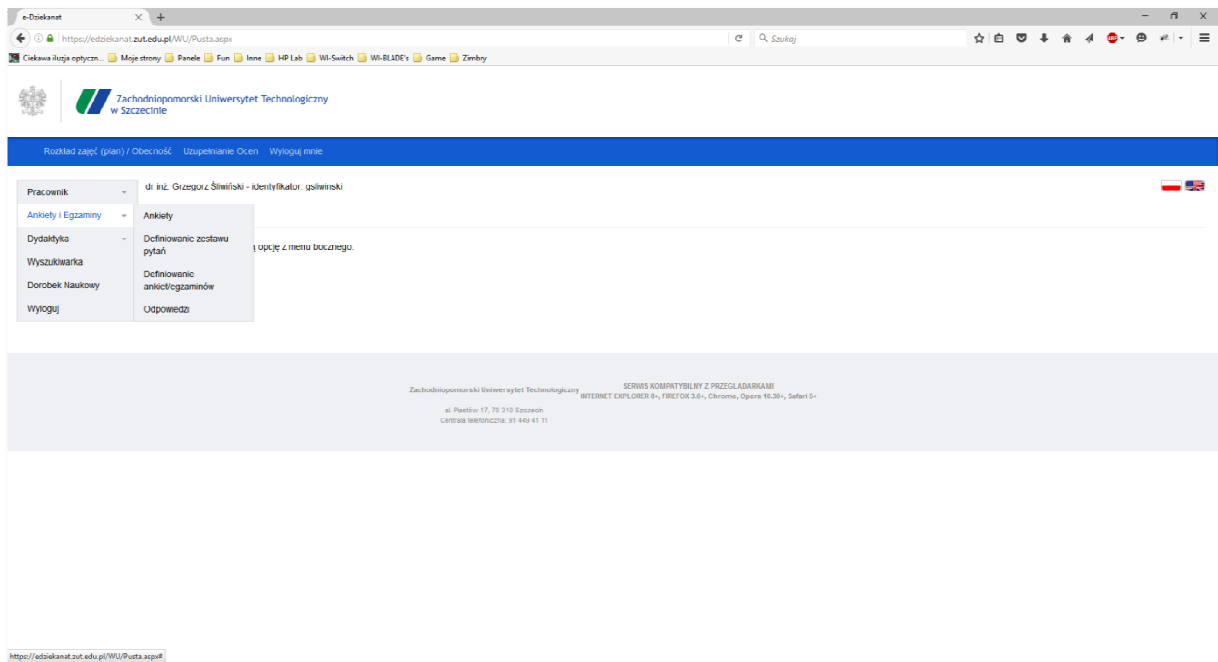 e-Dziekanat
https://edziekanat.zut.edu.pl/WU/Pusta.aspx
Szukaj
Ciekawa iluzja optyczn... Moje strony Panele Fun Inne HP Lab WI-Switch WI-BLADE's Game Zimbry
Zachodniopomorski Uniwersytet Technologiczny
w Szczecinie
Rozkład zajęć (plan) / Obecność Uzupełnianie Ocen Wyloguj mnie
Pracownik
dr inż. Grzegorz Śliwiński - identyfikator: gsliwinski
Ankiety i Egzaminy
Ankiety
Dydaktyka
Definiowanie zestawu
pytań
ą opcję z menu bocznego.
Wyszukiwarka
Definiowanie
ankiet/egzaminów
Dorobek Naukowy
Wyloguj
Odpowiedzi
Zachodniopomorski Uniwersytet Technologiczny
al. Piastów 17, 70-310 Szczecin
Centrala telefoniczna: 91 449 41 11
SERWIS KOMPATYBILNY Z PRZEGLĄDARKAMI
INTERNET EXPLORER 8+, FIREFOX 3.6+, Chrome, Opera 10.30+, Safari 5+
https://edziekanat.zut.edu.pl/WU/Pusta.aspx#